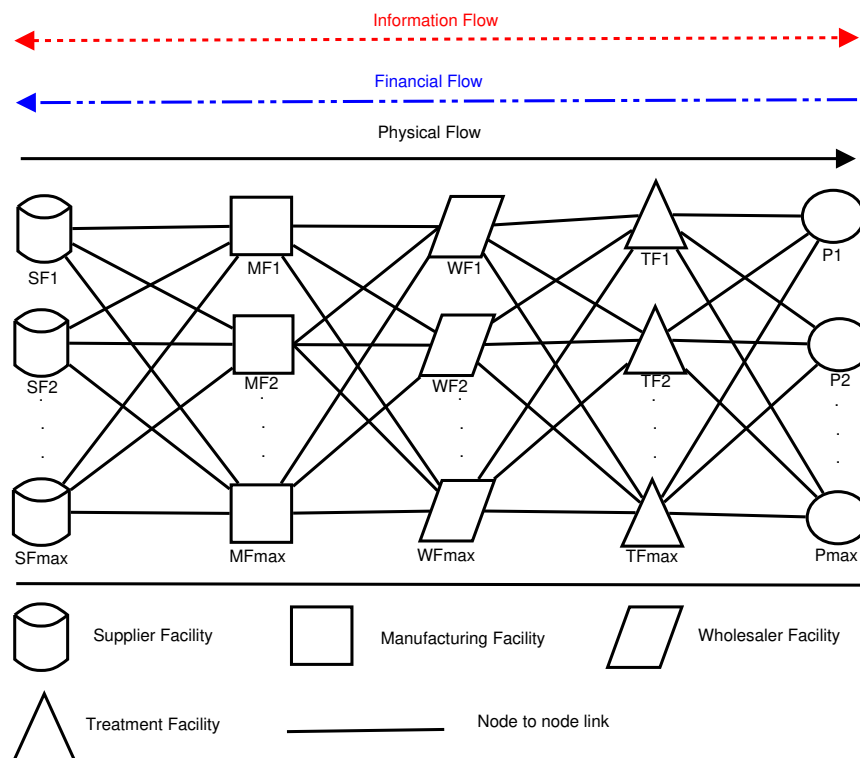 Information Flow
Financial Flow
Physical Flow
SF1 MF1 WF1 TF1 P1
SF2 MF2 WF2 TF2 P2
SFmax MFmax WFmax TFmax Pmax
Supplier Facility Manufacturing Facility Wholesaler Facility
Treatment Facility Node to node link